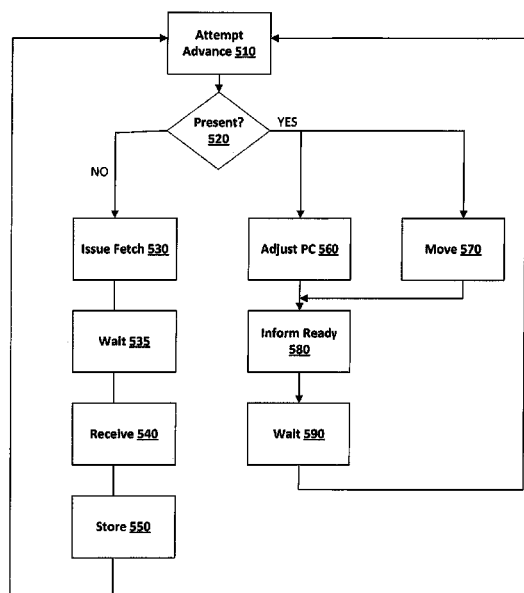 Attempt
Advance 510
Present?
520
YES
NO
Issue Fetch 530
Adjust PC 560
Move 570
Wait 535
Inform Ready
580
Receive 540
Wait 590
Store 550